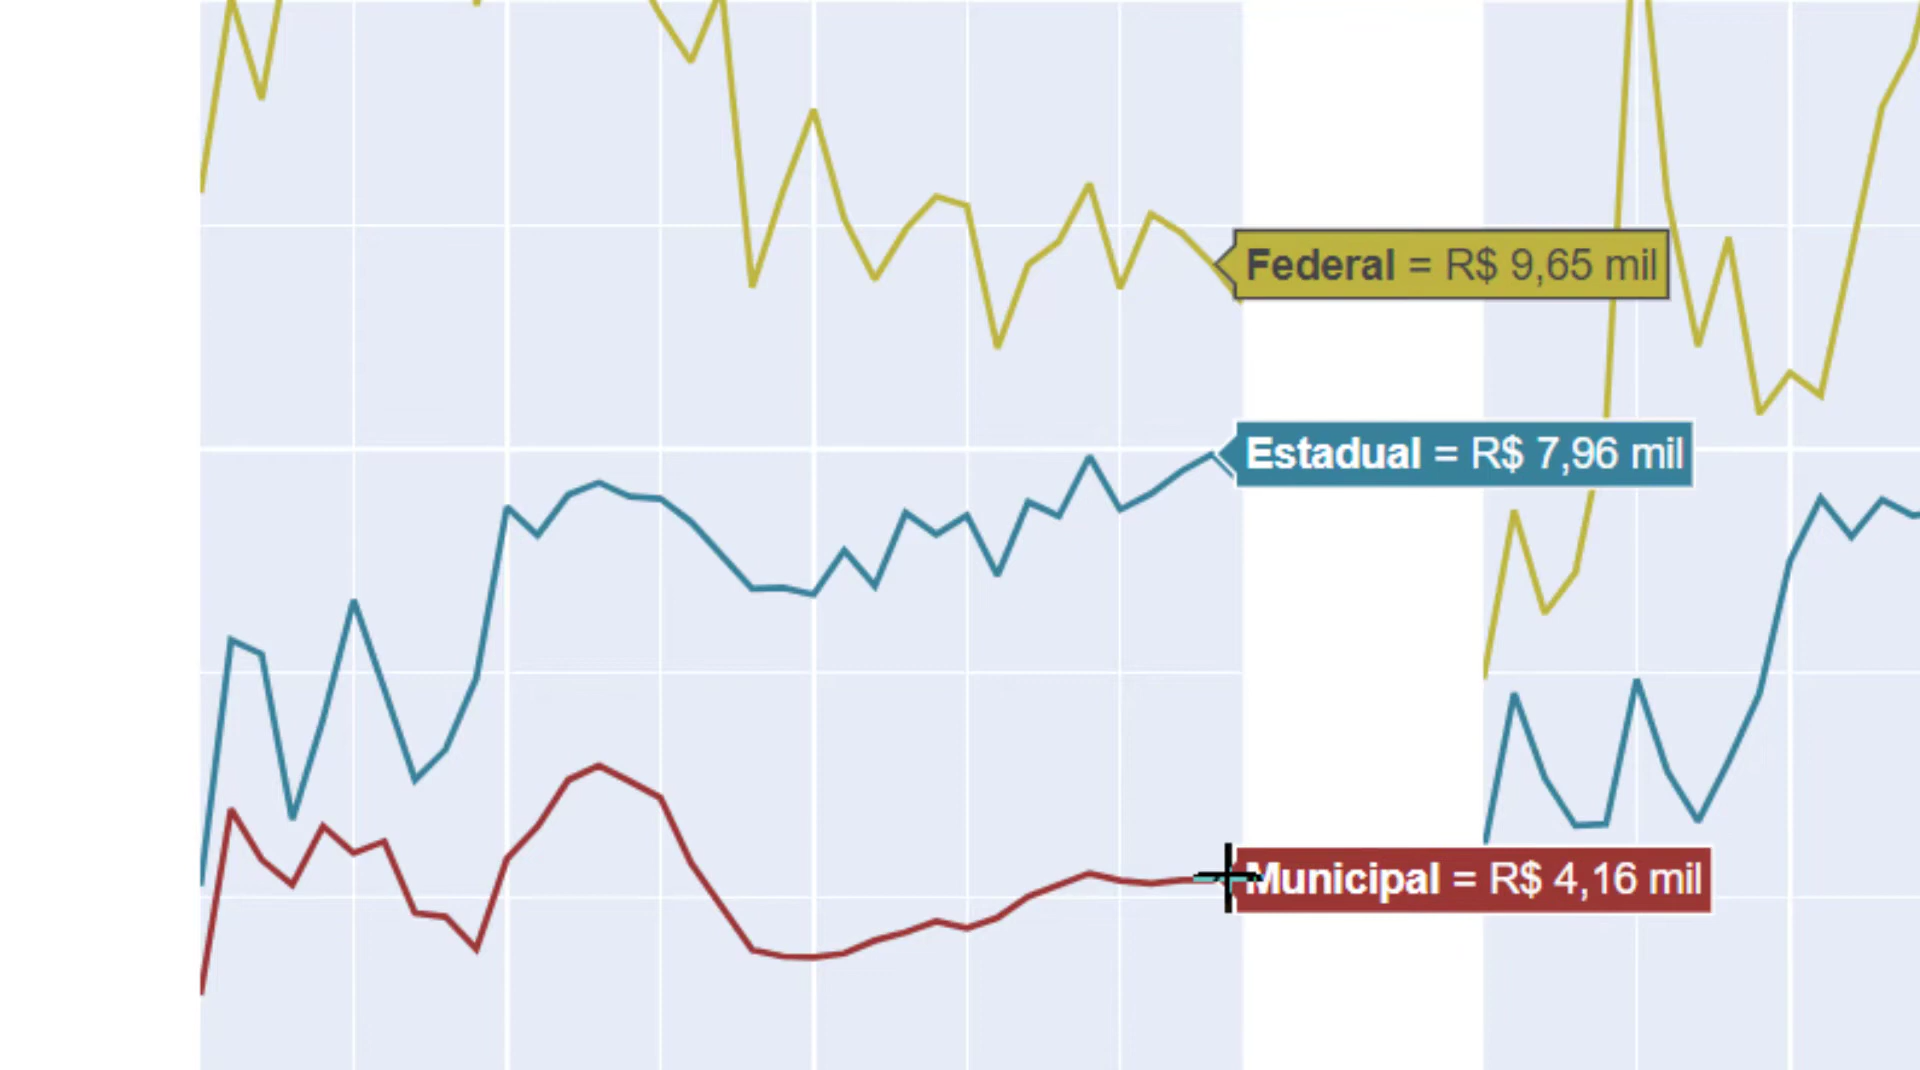 Federal = R$ 9,65 mil
Estadual = R$ 7,96 mil
Municipal = R$ 4,16 mil